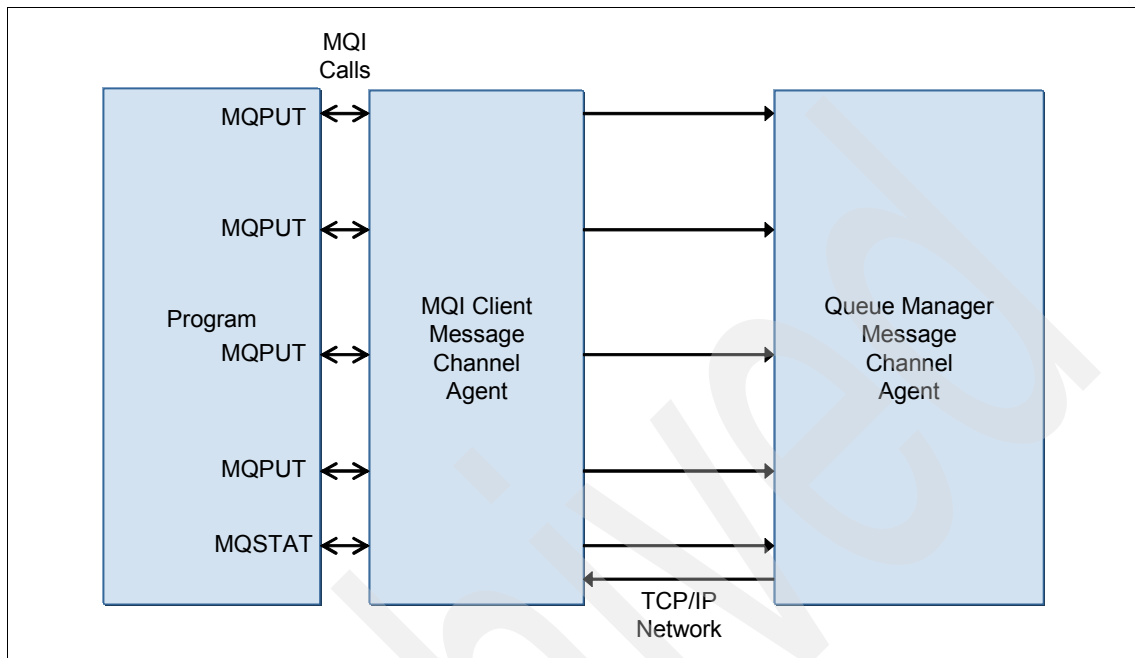 MQI
Calls
MQPUT
MQPUT
Program
MQPUT
MQPUT
MQSTAT
MQI Client
Message
Channel
Agent
Queue Manager
Message
Channel
Agent
TCP/IP
Network